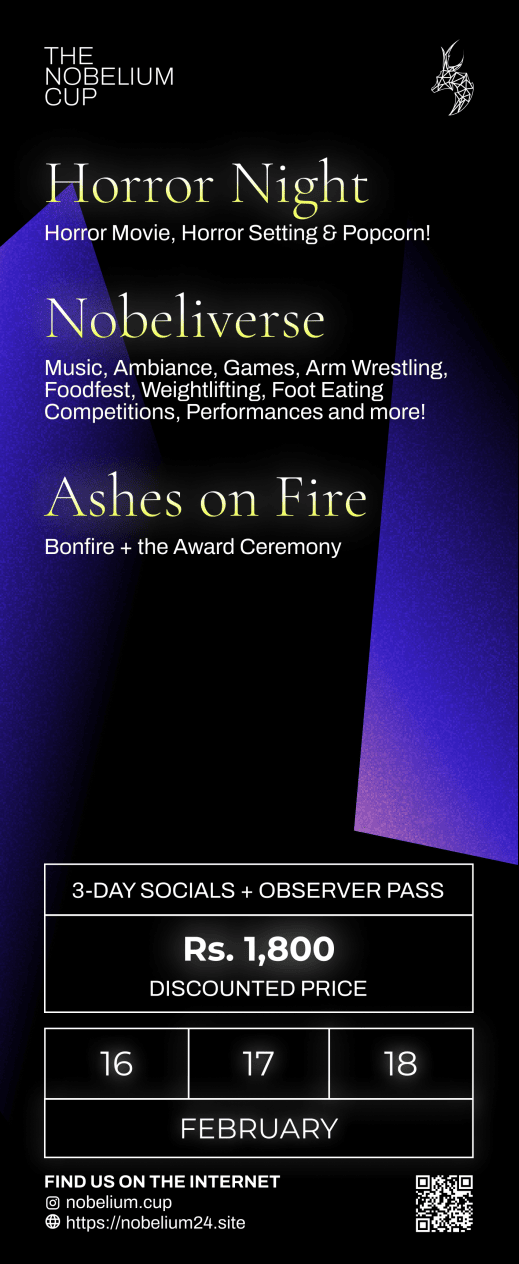 THE
NOBELIUM
CUP
Horror Night
Horror Movie, Horror Setting & Popcorn!
Nobeliverse
Music, Ambiance, Games, Arm Wrestling,
Foodfest, Weightlifting, Foot Eating
Competitions, Performances and more!
Ashes on Fire
Bonfire + the Award Ceremony
3-DAY SOCIALS + OBSERVER PASS
Rs. 1,800
DISCOUNTED PRICE
16 17 18
FEBRUARY
FIND US ON THE INTERNET
nobelium.cup
https://nobelium24.site